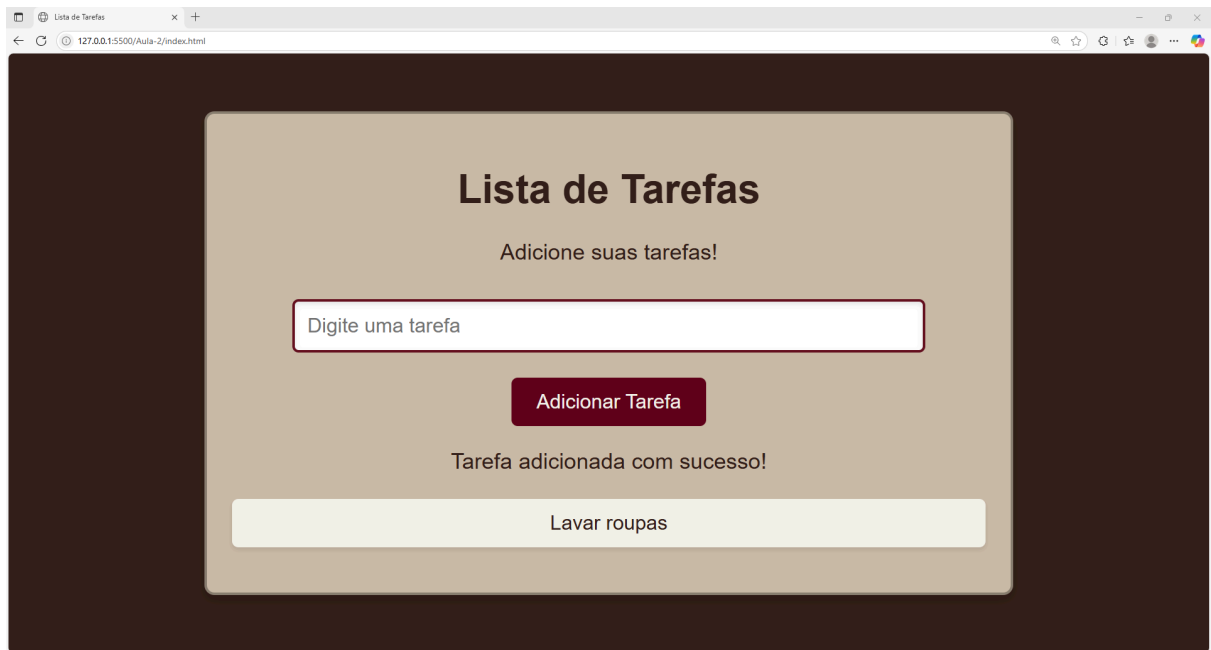 Lista de Tarefas
127.0.0.1:5500/Aula-2/index.html
Lista de Tarefas
Adicione suas tarefas!
Digite uma tarefa
Adicionar Tarefa
Tarefa adicionada com sucesso!
Lavar roupas